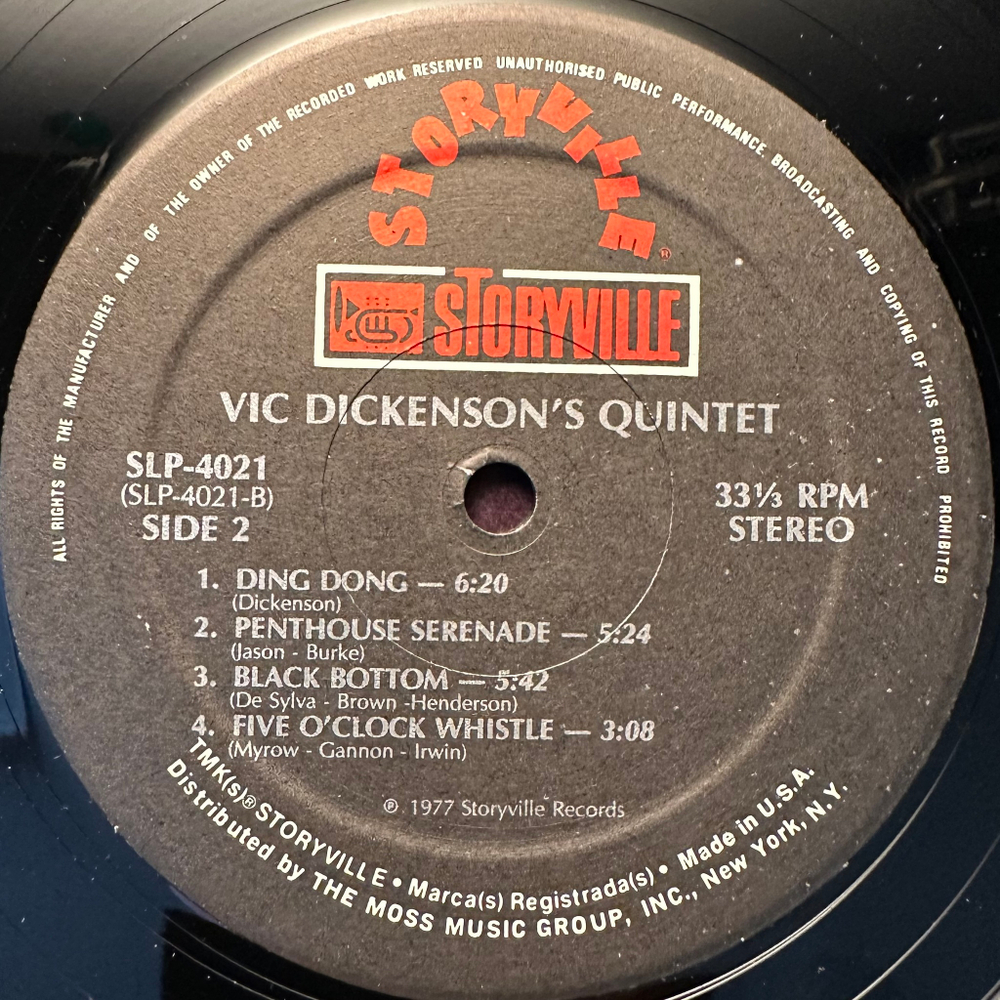 ALL RIGHTS OF THE MANUFACTURER AND OF THE OWNER OF THE RECORDED WORK RESERVED UNAUTHORISED PUBLIC PERFORMANCE BROADCASTING AND COPYING OF THIS RECORD PROHIBITED
STORYVILLE ®
STORYVILLE
VIC DICKENSON'S QUINTET
SLP-4021
(SLP-4021-B)
SIDE 2
33⅓ RPM
STEREO
1. DING DONG — 6:20
(Dickenson)
2. PENTHOUSE SERENADE — 5:24
(Jason - Burke)
3. BLACK BOTTOM — 5:42
(De Sylva - Brown -Henderson)
4. FIVE O'CLOCK WHISTLE — 3:08
(Myrow - Gannon - Irwin)
℗ 1977 Storyville Records
TMK(s)® STORYVILLE • Marca(s) Registrada(s) • Made in U.S.A.
Distributed by THE MOSS MUSIC GROUP, INC., New York, N.Y.